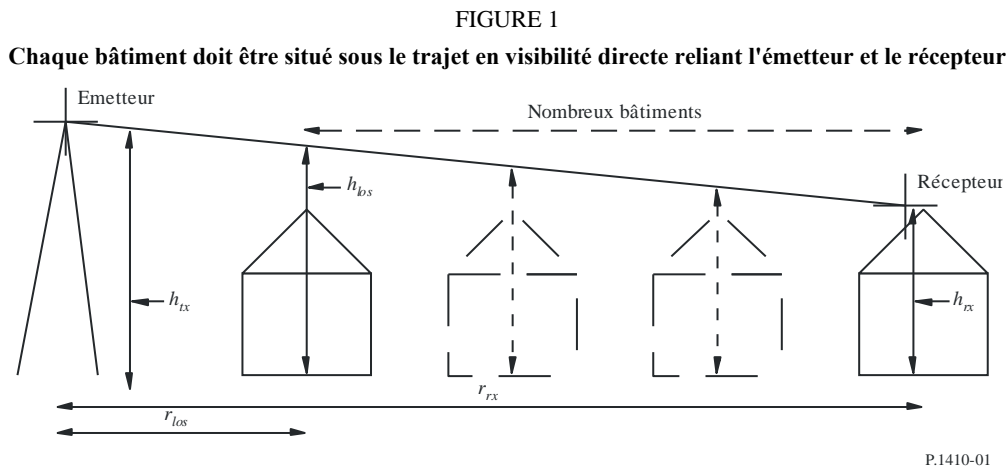 FIGURE 1
Chaque bâtiment doit être situé sous le trajet en visibilité directe reliant l'émetteur et le récepteur
Emetteur
Nombreux bâtiments
h_los
Récepteur
h_tx
h_rx
r_rx
r_los
P.1410-01